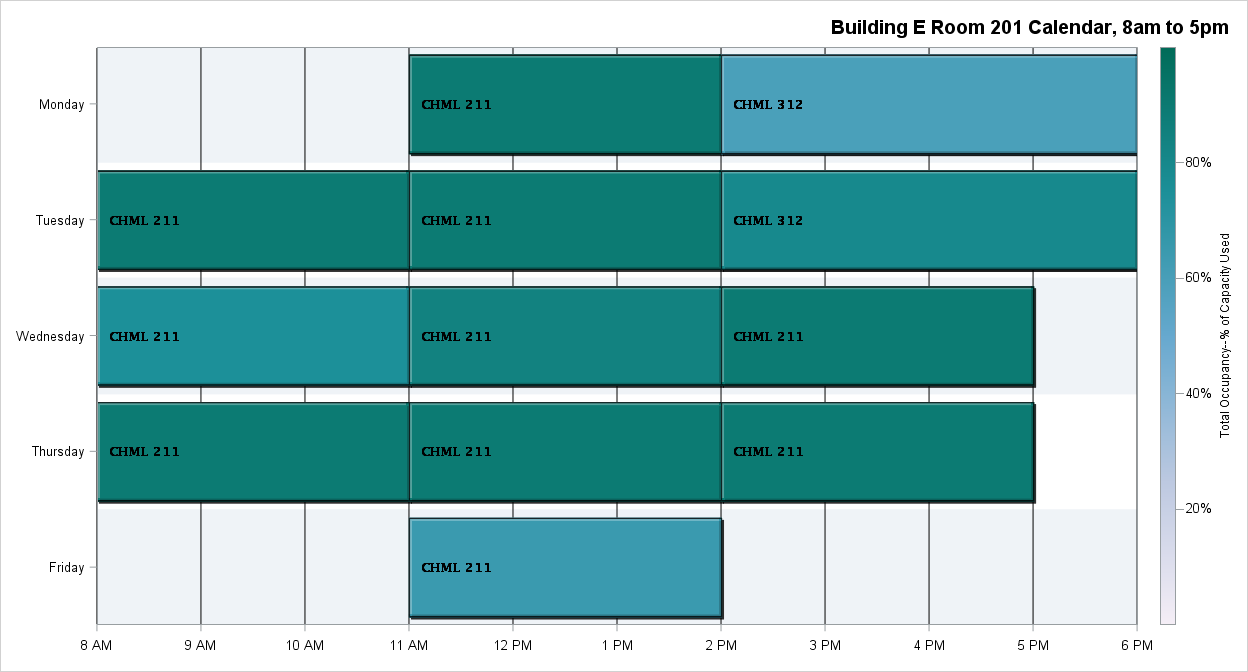 Building E Room 201 Calendar, 8am to 5pm
Monday
CHML 211
CHML 312
Tuesday
CHML 211
CHML 211
CHML 312
Wednesday
CHML 211
CHML 211
CHML 211
Thursday
CHML 211
CHML 211
CHML 211
Friday
CHML 211
8 AM
9 AM
10 AM
11 AM
12 PM
1 PM
2 PM
3 PM
4 PM
5 PM
6 PM
80%
60%
40%
20%
Total Occupancy--% of Capacity Used